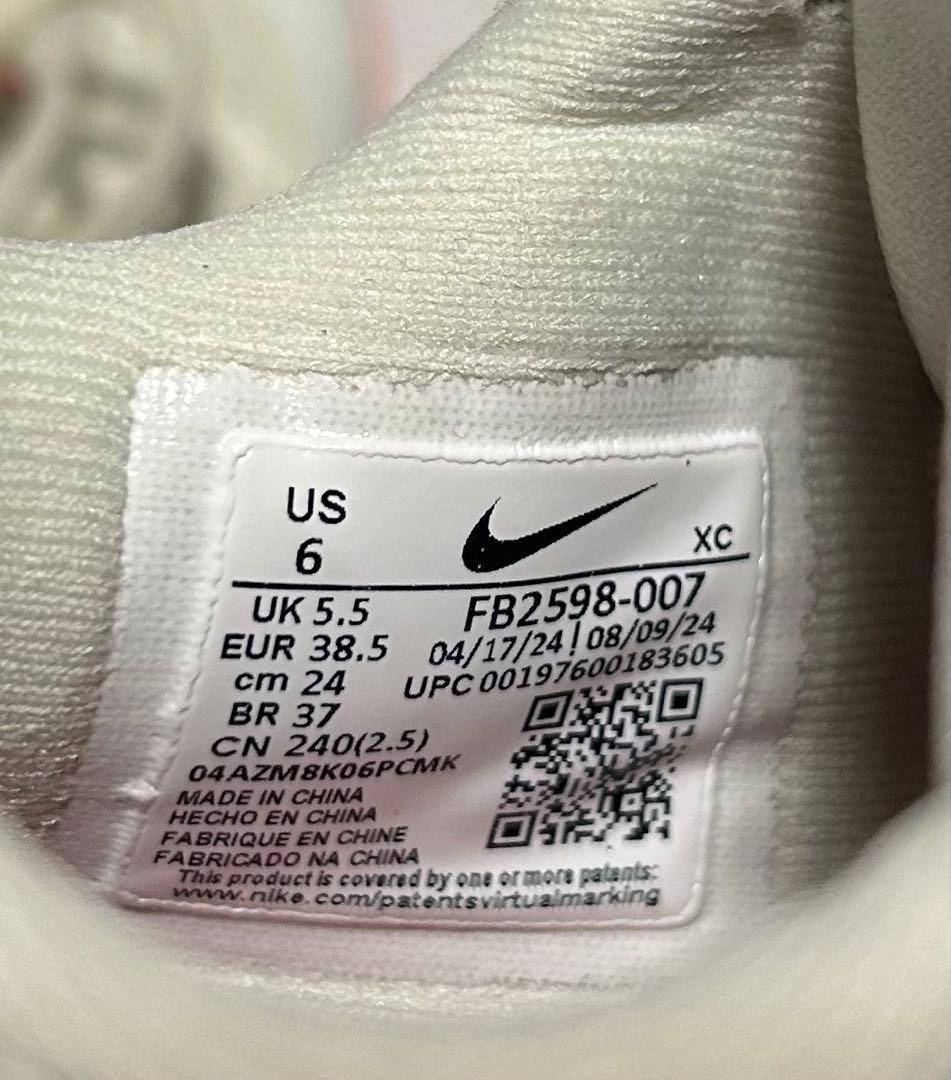 US
6
XC
UK 5.5
EUR 38.5
cm 24
BR 37
CN 240(2.5)
FB2598-007
04/17/24 | 08/09/24
UPC 00197600183605
04AZM8K06PCMK
MADE IN CHINA
HECHO EN CHINA
FABRIQUE EN CHINE
FABRICADO NA CHINA
This product is covered by one or more patents:
www.nike.com/patentsvirtualmarking